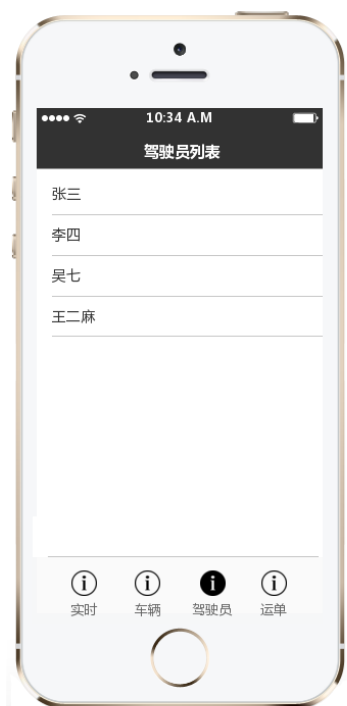 10:34 A.M
驾驶员列表
张三
李四
吴七
王二麻
实时 车辆 驾驶员 运单